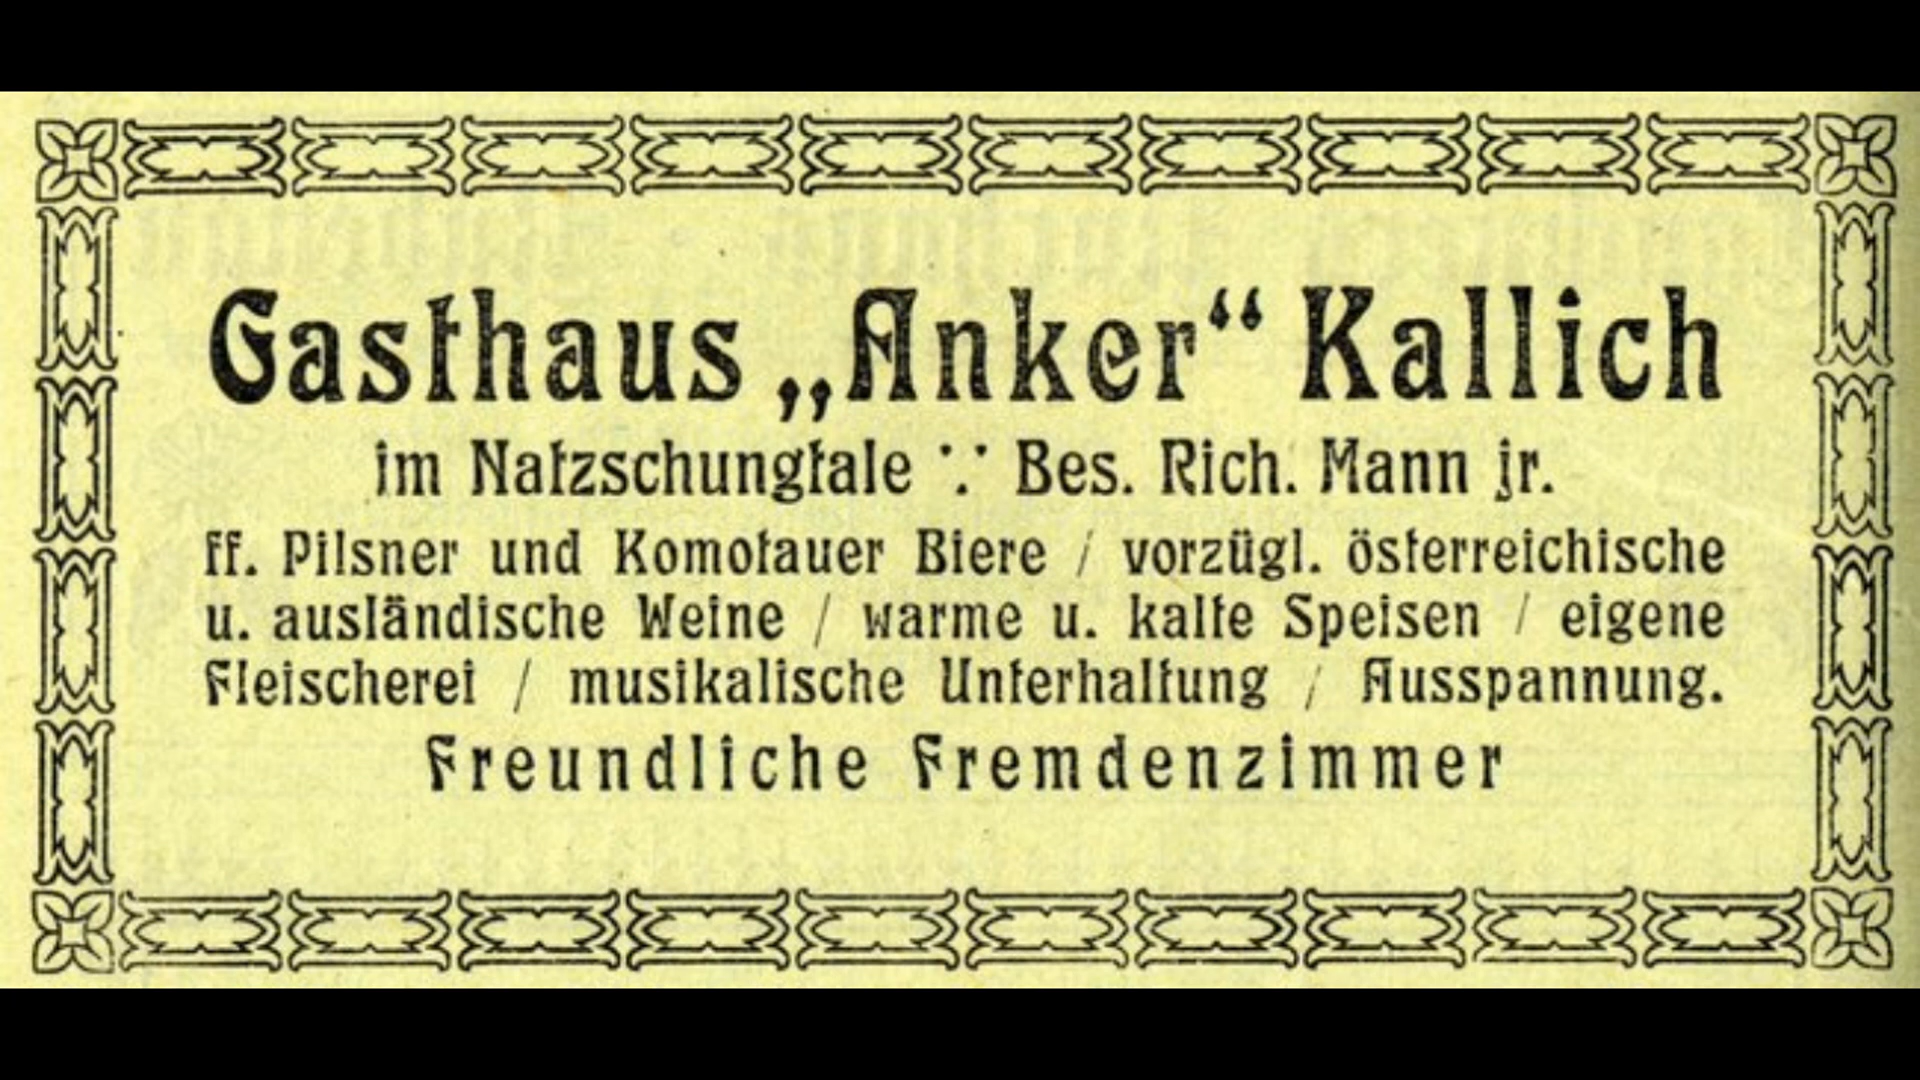 Gasthaus „Anker“ Kallich
im Natzschungtale ∵ Bes. Rich. Mann jr.
ff. Pilsner und Komotauer Biere / vorzügl. österreichische
u. ausländische Weine / warme u. kalte Speisen / eigene
Fleischerei / musikalische Unterhaltung / Ausspannung.
Freundliche Fremdenzimmer